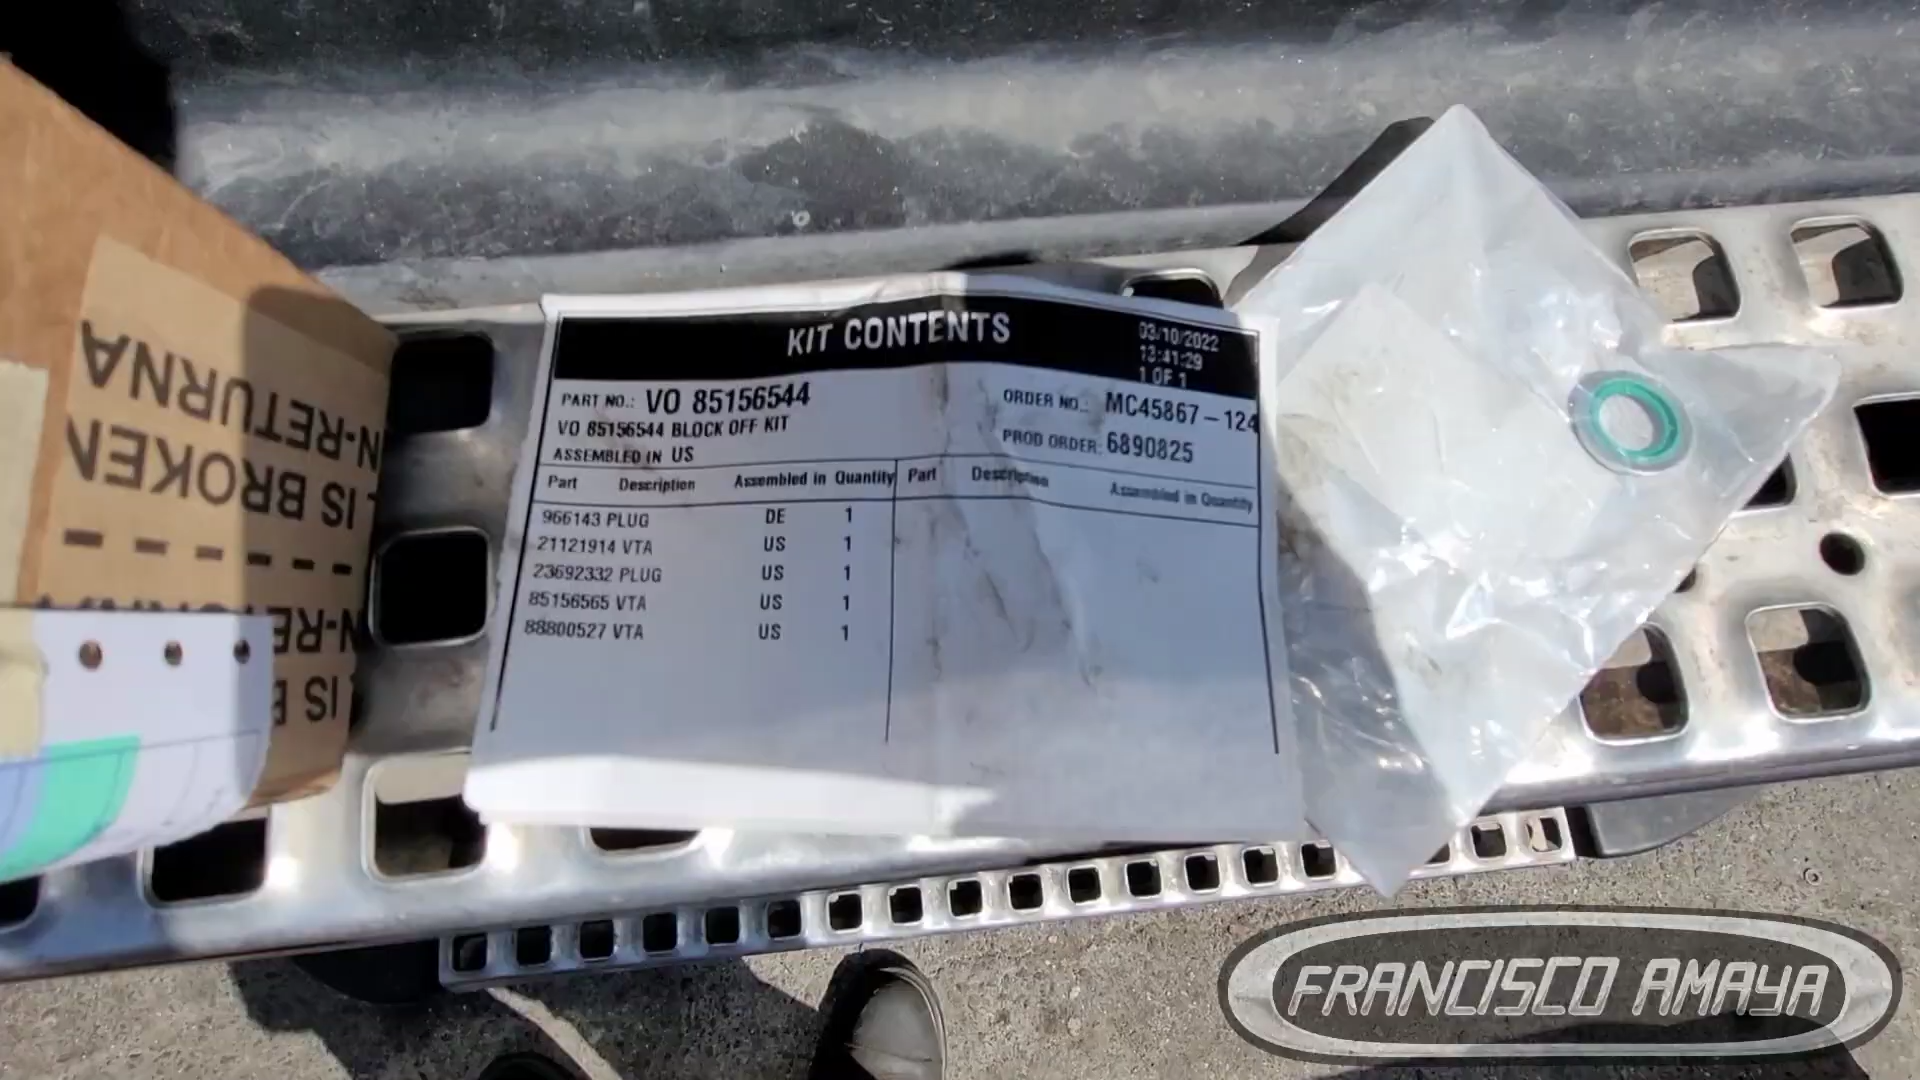 KIT CONTENTS
03/10/2022
13:41:29
1 OF 1
PART NO.: VO 85156544
VO 85156544 BLOCK OFF KIT
ASSEMBLED IN US
ORDER NO.: MC45867-124
PROD ORDER: 6890825
Part Description Assembled in Quantity Part Description Assembled in Quantity
966143 PLUG DE 1
21121914 VTA US 1
23692332 PLUG US 1
85156565 VTA US 1
88800527 VTA US 1
N-RETURNA
IS BROKEN
N-RE
IS
FRANCISCO AMAYA